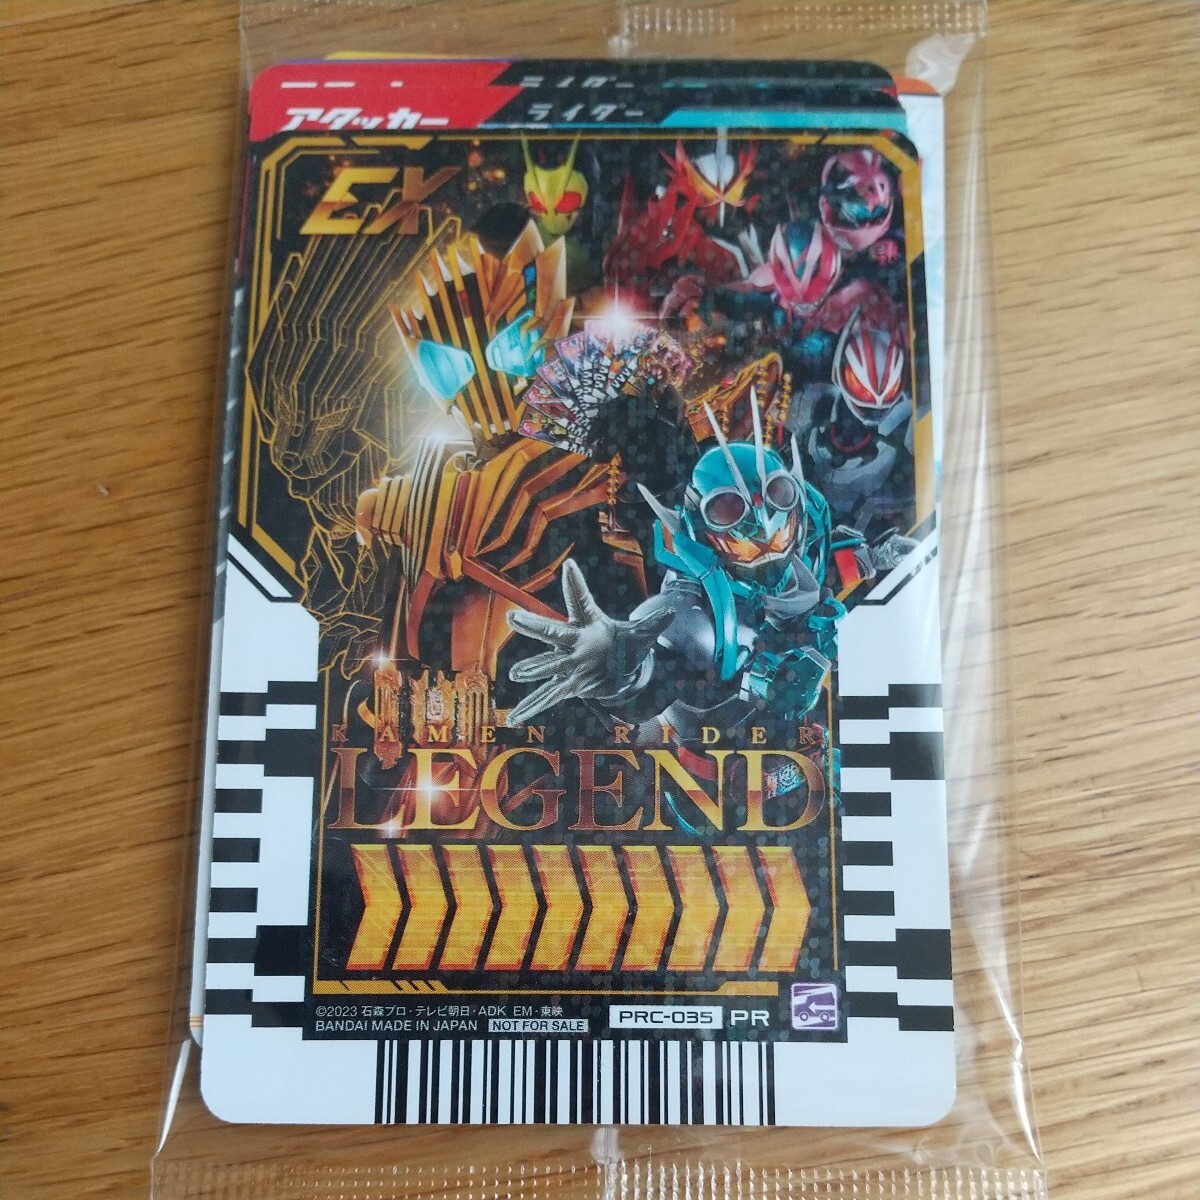 アタッカー ライダー
EX
KAMEN RIDER
LEGEND
©2023 石森プロ・テレビ朝日・ADK EM・東映
BANDAI MADE IN JAPAN NOT FOR SALE
PRC-035 PR